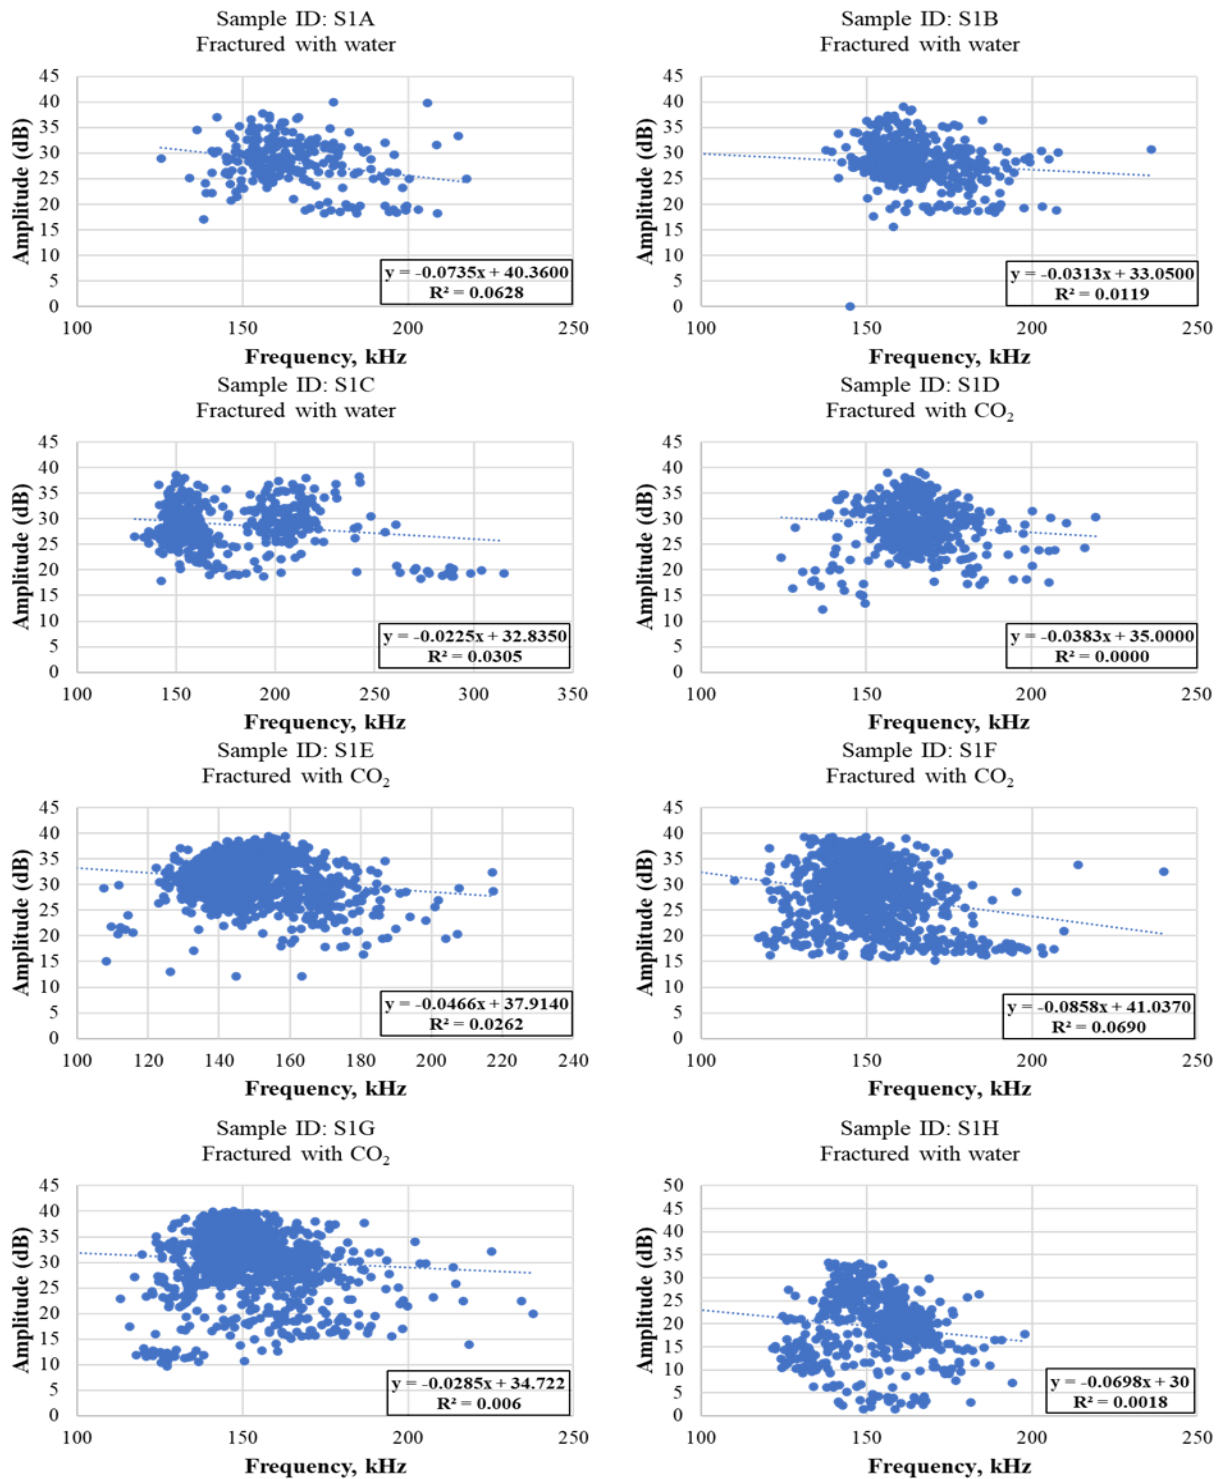 Sample ID: S1A
Fractured with water
Amplitude (dB)
45
40
35
30
25
20
15
10
5
0
y = -0.0735x + 40.3600
R² = 0.0628
100 150 200 250
Frequency, kHz
Sample ID: S1B
Fractured with water
Amplitude (dB)
45
40
35
30
25
20
15
10
5
0
y = -0.0313x + 33.0500
R² = 0.0119
100 150 200 250
Frequency, kHz
Sample ID: S1C
Fractured with water
Amplitude (dB)
45
40
35
30
25
20
15
10
5
0
y = -0.0225x + 32.8350
R² = 0.0305
100 150 200 250 300 350
Frequency, kHz
Sample ID: S1D
Fractured with CO₂
Amplitude (dB)
45
40
35
30
25
20
15
10
5
0
y = -0.0383x + 35.0000
R² = 0.0000
100 150 200 250
Frequency, kHz
Sample ID: S1E
Fractured with CO₂
Amplitude (dB)
45
40
35
30
25
20
15
10
5
0
y = -0.0466x + 37.9140
R² = 0.0262
100 120 140 160 180 200 220 240
Frequency, kHz
Sample ID: S1F
Fractured with CO₂
Amplitude (dB)
45
40
35
30
25
20
15
10
5
0
y = -0.0858x + 41.0370
R² = 0.0690
100 150 200 250
Frequency, kHz
Sample ID: S1G
Fractured with CO₂
Amplitude (dB)
45
40
35
30
25
20
15
10
5
0
y = -0.0285x + 34.722
R² = 0.006
100 150 200 250
Frequency, kHz
Sample ID: S1H
Fractured with water
Amplitude (dB)
50
45
40
35
30
25
20
15
10
5
0
y = -0.0698x + 30
R² = 0.0018
100 150 200 250
Frequency, kHz